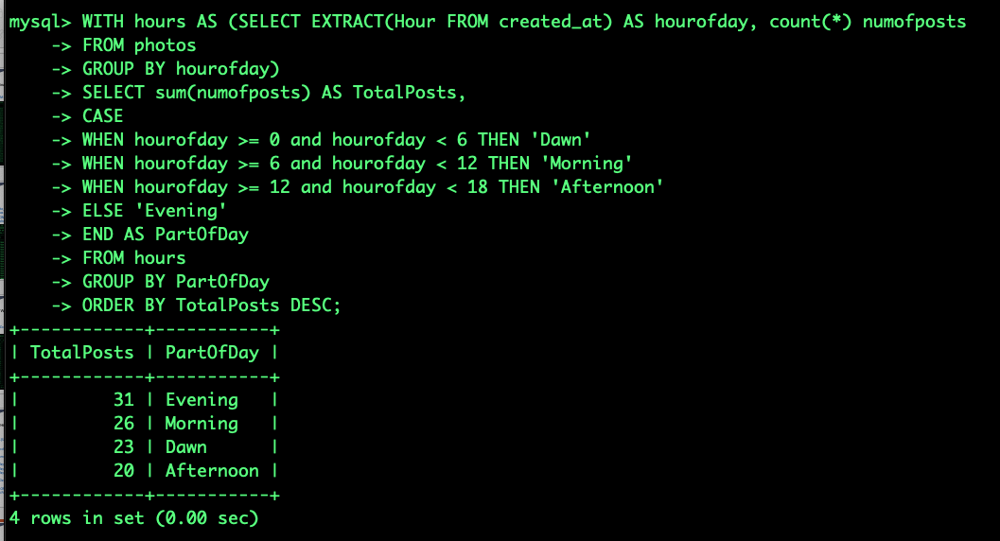 mysql> WITH hours AS (SELECT EXTRACT(Hour FROM created_at) AS hourofday, count(*) numofposts
    -> FROM photos
    -> GROUP BY hourofday)
    -> SELECT sum(numofposts) AS TotalPosts,
    -> CASE
    -> WHEN hourofday >= 0 and hourofday < 6 THEN 'Dawn'
    -> WHEN hourofday >= 6 and hourofday < 12 THEN 'Morning'
    -> WHEN hourofday >= 12 and hourofday < 18 THEN 'Afternoon'
    -> ELSE 'Evening'
    -> END AS PartOfDay
    -> FROM hours
    -> GROUP BY PartOfDay
    -> ORDER BY TotalPosts DESC;
+------------+-----------+
| TotalPosts | PartOfDay |
+------------+-----------+
|         31 | Evening   |
|         26 | Morning   |
|         23 | Dawn      |
|         20 | Afternoon |
+------------+-----------+
4 rows in set (0.00 sec)